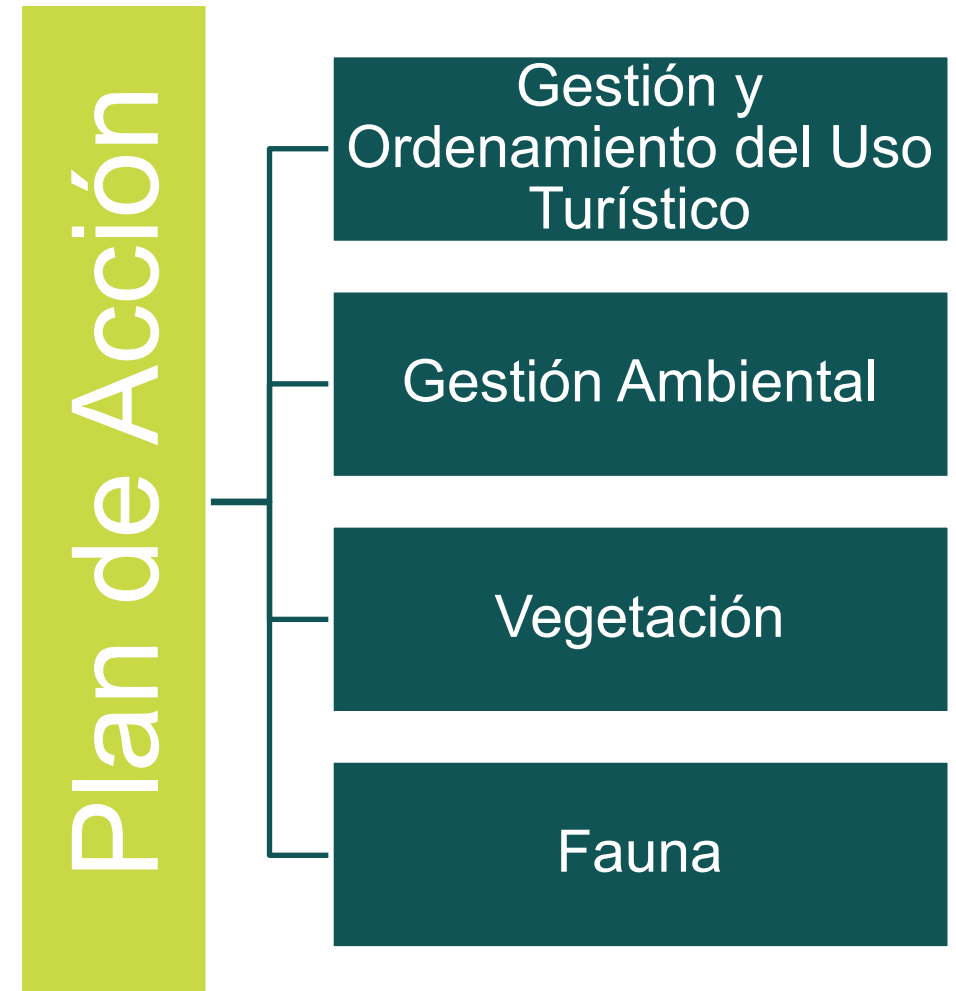 Plan de Acción
Gestión y
Ordenamiento del Uso
Turístico
Gestión Ambiental
Vegetación
Fauna